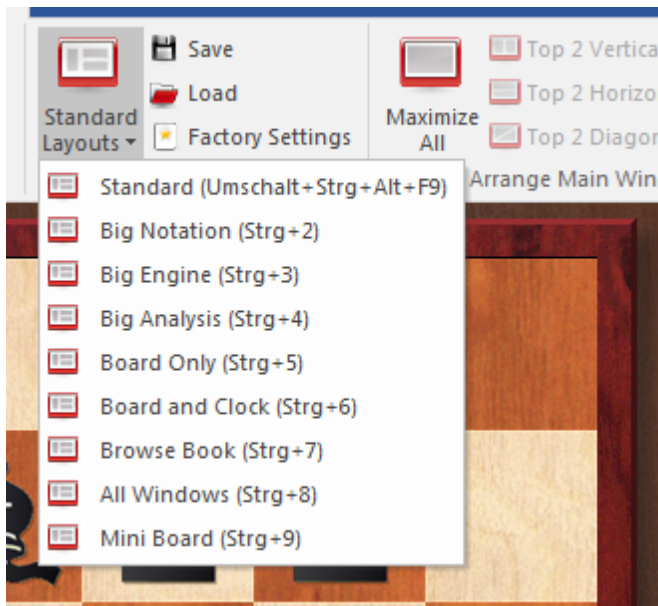 Save
Load
Standard
Layouts
Factory Settings
Maximize
All
Top 2 Vertica
Top 2 Horizo
Top 2 Diagon
Arrange Main Win
Standard (Umschalt+Strg+Alt+F9)
Big Notation (Strg+2)
Big Engine (Strg+3)
Big Analysis (Strg+4)
Board Only (Strg+5)
Board and Clock (Strg+6)
Browse Book (Strg+7)
All Windows (Strg+8)
Mini Board (Strg+9)